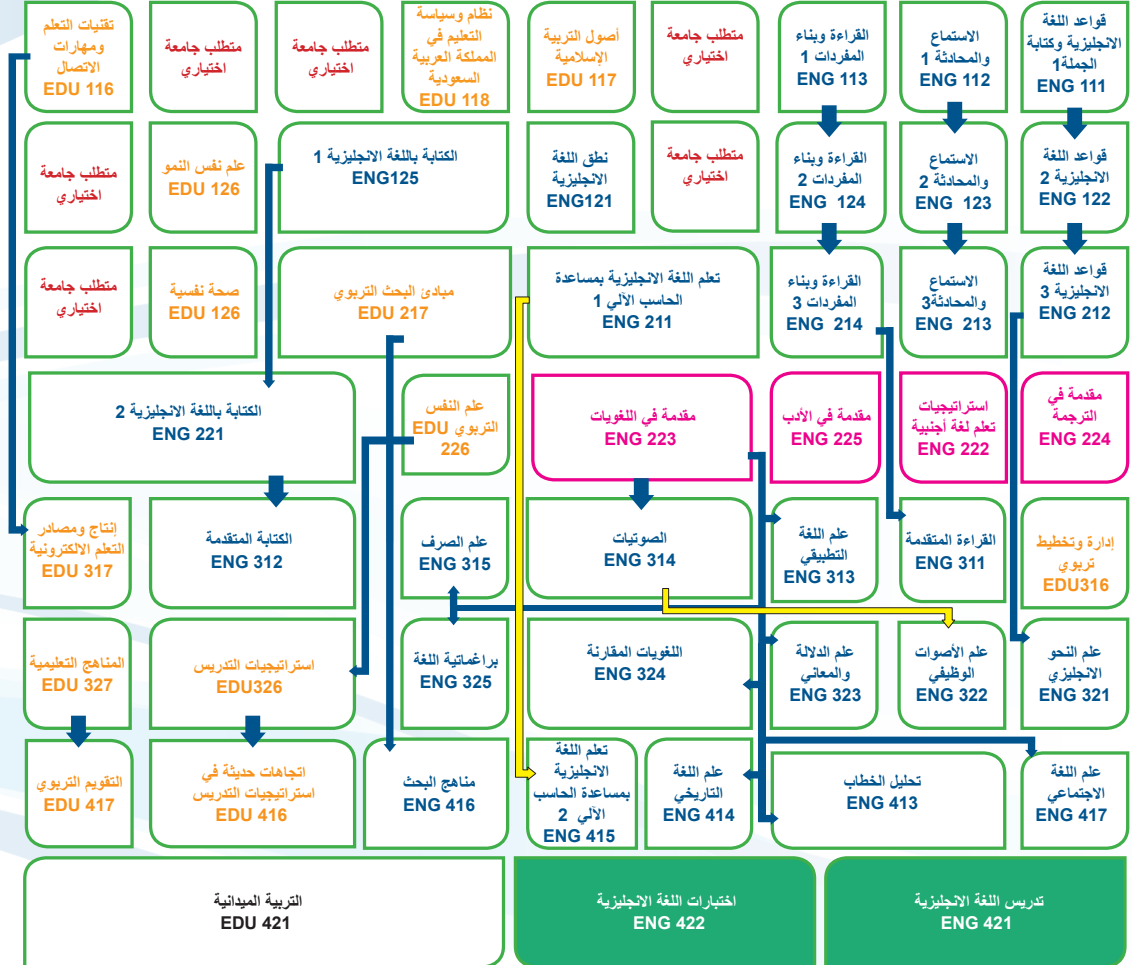 قواعد اللغة
الانجليزية وكتابة
الجملة1
ENG 111
الاستماع
والمحادثة 1
ENG 112
القراءة وبناء
المفردات 1
ENG 113
متطلب جامعة
اختياري
أصول التربية
الإسلامية
EDU 117
نظام وسياسة
التعليم في
المملكة العربية
السعودية
EDU 118
متطلب جامعة
اختياري
متطلب جامعة
اختياري
تقنيات التعلم
ومهارات
الاتصال
EDU 116
قواعد اللغة
الانجليزية 2
ENG 122
الاستماع
والمحادثة 2
ENG 123
القراءة وبناء
المفردات 2
ENG 124
متطلب جامعة
اختياري
نطق اللغة
الانجليزية
ENG121
الكتابة باللغة الانجليزية 1
ENG125
علم نفس النمو
EDU 126
متطلب جامعة
اختياري
قواعد اللغة
الانجليزية 3
ENG 212
الاستماع
والمحادثة3
ENG 213
القراءة وبناء
المفردات 3
ENG 214
تعلم اللغة الانجليزية بمساعدة
الحاسب الآلي 1
ENG 211
مبادئ البحث التربوي
EDU 217
صحة نفسية
EDU 126
متطلب جامعة
اختياري
مقدمة في
الترجمة
ENG 224
استراتيجيات
تعلم لغة أجنبية
ENG 222
مقدمة في الأدب
ENG 225
مقدمة في اللغويات
ENG 223
علم النفس
التربوي EDU
226
الكتابة باللغة الانجليزية 2
ENG 221
إدارة وتخطيط
تربوي
EDU316
القراءة المتقدمة
ENG 311
علم اللغة
التطبيقي
ENG 313
الصوتيات
ENG 314
علم الصرف
ENG 315
الكتابة المتقدمة
ENG 312
إنتاج ومصادر
التعلم الالكترونية
EDU 317
علم النحو
الانجليزي
ENG 321
علم الأصوات
الوظيفي
ENG 322
علم الدلالة
والمعاني
ENG 323
اللغويات المقارنة
ENG 324
براغماتية اللغة
ENG 325
استراتيجيات التدريس
EDU326
المناهج التعليمية
EDU 327
علم اللغة
الاجتماعي
ENG 417
تحليل الخطاب
ENG 413
علم اللغة
التاريخي
ENG 414
تعلم اللغة
الانجليزية
بمساعدة الحاسب
الآلي 2
ENG 415
مناهج البحث
ENG 416
اتجاهات حديثة في
استراتيجيات التدريس
EDU 416
التقويم التربوي
EDU 417
تدريس اللغة الانجليزية
ENG 421
اختبارات اللغة الانجليزية
ENG 422
التربية الميدانية
EDU 421